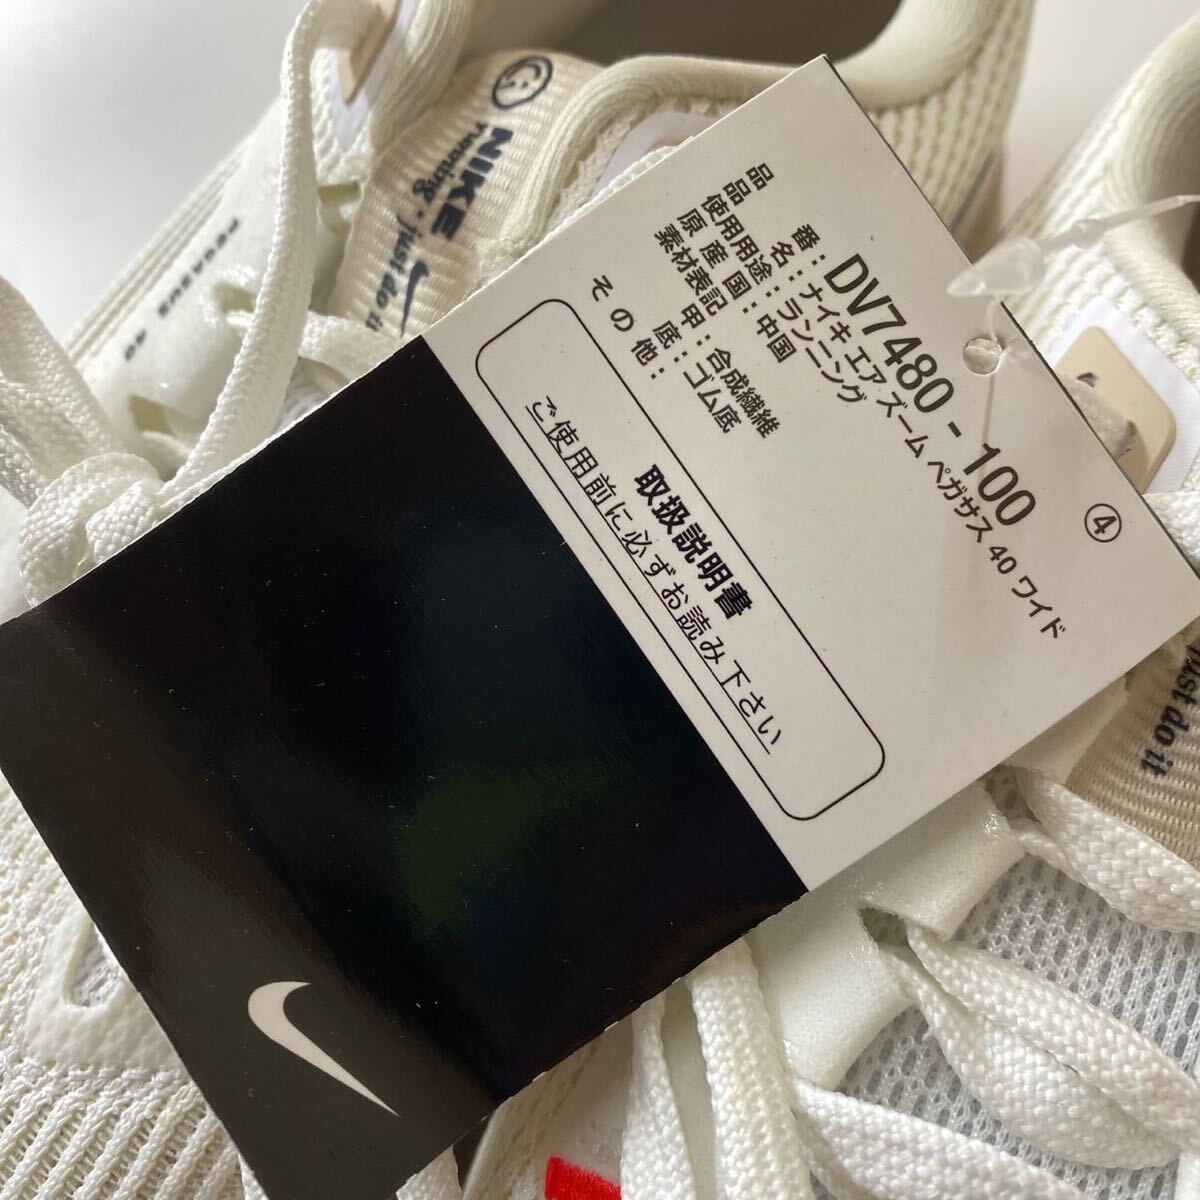 品番:DV7480-100
品名:ナイキ エア ズーム ペガサス 40 ワイド
使用用途:ランニング
原産国:中国
素材表記 甲:合成繊維
底:ゴム底
その他:
④
取扱説明書
ご使用前に必ずお読み下さい
NIKE
running.
just do it
PEGASUS 40
just do it